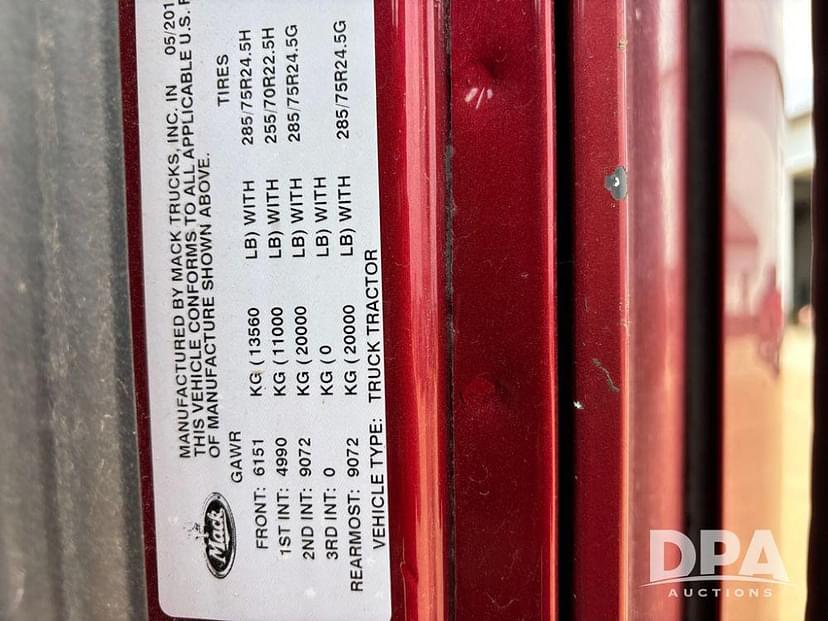 MANUFACTURED BY MACK TRUCKS, INC. IN 05/201
THIS VEHICLE CONFORMS TO ALL APPLICABLE U.S.
OF MANUFACTURE SHOWN ABOVE.
Mack
GAWR TIRES
FRONT: 6151 KG ( 13560 LB) WITH 285/75R24.5H
1ST INT: 4990 KG ( 11000 LB) WITH 255/70R22.5H
2ND INT: 9072 KG ( 20000 LB) WITH 285/75R24.5G
3RD INT: 0 KG ( 0 LB) WITH
REARMOST: 9072 KG ( 20000 LB) WITH 285/75R24.5G
VEHICLE TYPE: TRUCK TRACTOR
DPA
AUCTIONS